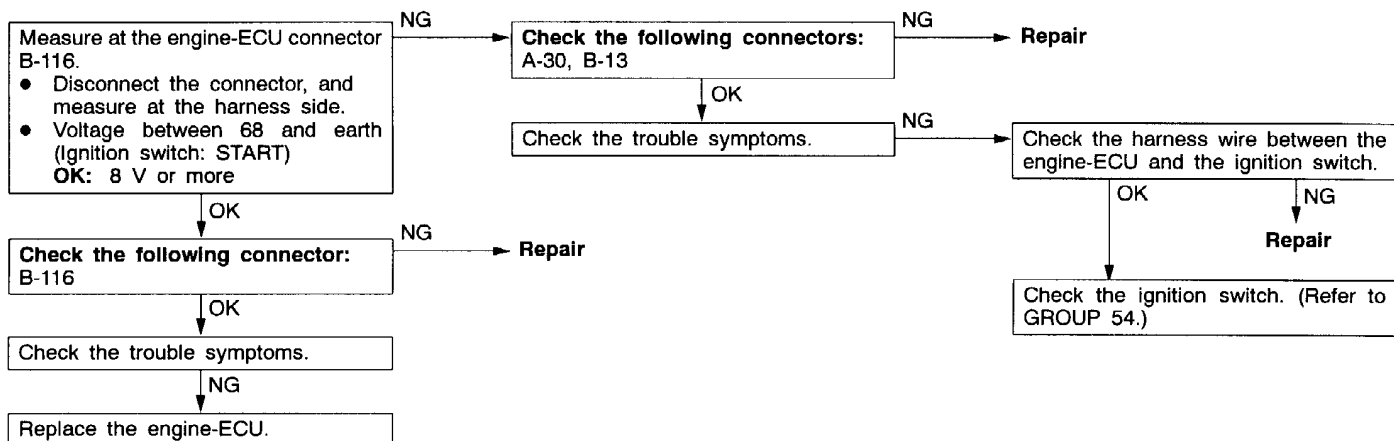 Measure at the engine-ECU connector
B-116.
● Disconnect the connector, and
measure at the harness side.
● Voltage between 68 and earth
(Ignition switch: START)
OK: 8 V or more
NG
Check the following connectors:
A-30, B-13
NG
Repair
OK
Check the trouble symptoms.
NG
Check the harness wire between the
engine-ECU and the ignition switch.
OK
NG
Repair
Check the ignition switch. (Refer to
GROUP 54.)
OK
Check the following connector:
B-116
NG
Repair
OK
Check the trouble symptoms.
NG
Replace the engine-ECU.